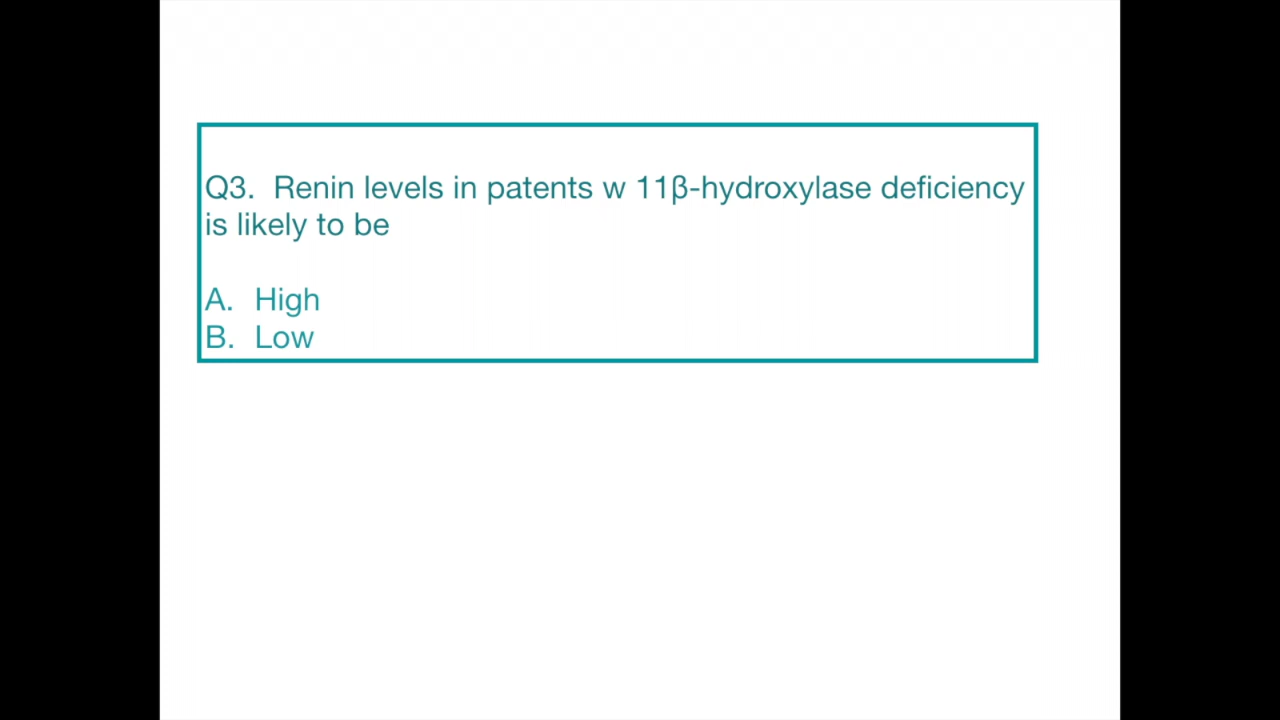 Q3. Renin levels in patents w 11β-hydroxylase deficiency
is likely to be
A. High
B. Low